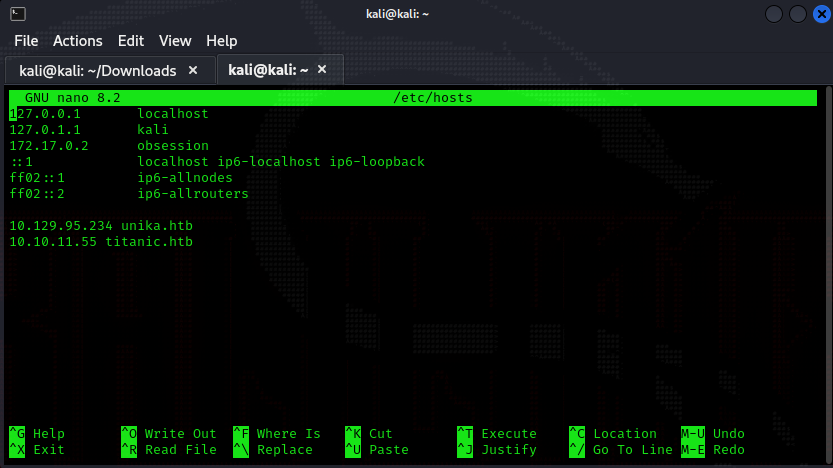 kali@kali: ~
File Actions Edit View Help
kali@kali: ~/Downloads × kali@kali: ~ ×
GNU nano 8.2 /etc/hosts
127.0.0.1 localhost
127.0.1.1 kali
172.17.0.2 obsession
::1 localhost ip6-localhost ip6-loopback
ff02::1 ip6-allnodes
ff02::2 ip6-allrouters
10.129.95.234 unika.htb
10.10.11.55 titanic.htb
^G Help ^O Write Out ^F Where Is ^K Cut ^T Execute ^C Location M-U Undo
^X Exit ^R Read File ^\ Replace ^U Paste ^J Justify ^/ Go To Line M-E Redo